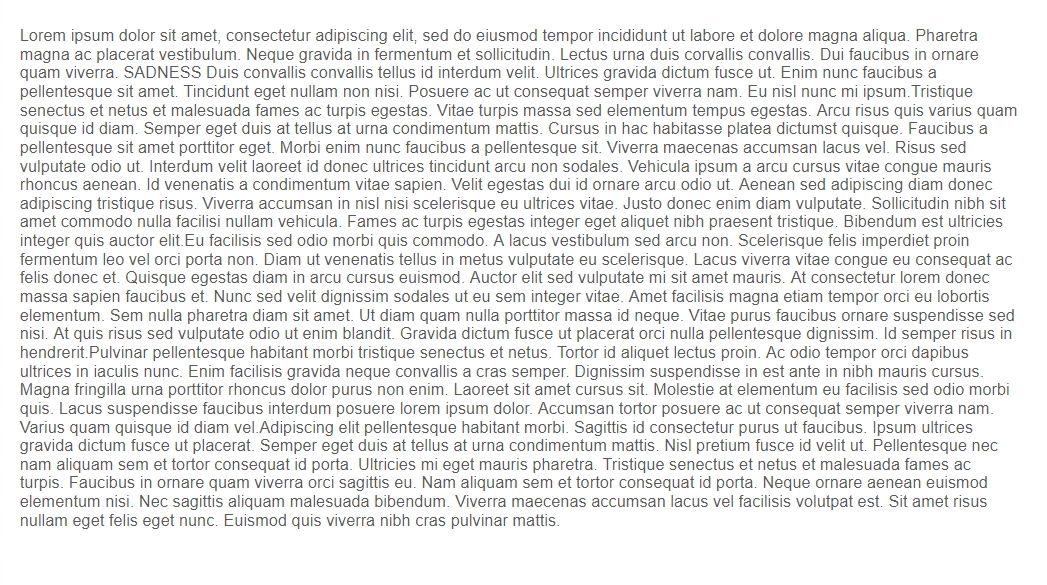 Lorem ipsum dolor sit amet, consectetur adipiscing elit, sed do eiusmod tempor incididunt ut labore et dolore magna aliqua. Pharetra
magna ac placerat vestibulum. Neque gravida in fermentum et sollicitudin. Lectus urna duis corvallis convallis. Dui faucibus in ornare
quam viverra. SADNESS Duis convallis convallis tellus id interdum velit. Ultrices gravida dictum fusce ut. Enim nunc faucibus a
pellentesque sit amet. Tincidunt eget nullam non nisi. Posuere ac ut consequat semper viverra nam. Eu nisl nunc mi ipsum.Tristique
senectus et netus et malesuada fames ac turpis egestas. Vitae turpis massa sed elementum tempus egestas. Arcu risus quis varius quam
quisque id diam. Semper eget duis at tellus at urna condimentum mattis. Cursus in hac habitasse platea dictumst quisque. Faucibus a
pellentesque sit amet porttitor eget. Morbi enim nunc faucibus a pellentesque sit. Viverra maecenas accumsan lacus vel. Risus sed
vulputate odio ut. Interdum velit laoreet id donec ultrices tincidunt arcu non sodales. Vehicula ipsum a arcu cursus vitae congue mauris
rhoncus aenean. Id venenatis a condimentum vitae sapien. Velit egestas dui id ornare arcu odio ut. Aenean sed adipiscing diam donec
adipiscing tristique risus. Viverra accumsan in nisl nisi scelerisque eu ultrices vitae. Justo donec enim diam vulputate. Sollicitudin nibh sit
amet commodo nulla facilisi nullam vehicula. Fames ac turpis egestas integer eget aliquet nibh praesent tristique. Bibendum est ultricies
integer quis auctor elit.Eu facilisis sed odio morbi quis commodo. A lacus vestibulum sed arcu non. Scelerisque felis imperdiet proin
fermentum leo vel orci porta non. Diam ut venenatis tellus in metus vulputate eu scelerisque. Lacus viverra vitae congue eu consequat ac
felis donec et. Quisque egestas diam in arcu cursus euismod. Auctor elit sed vulputate mi sit amet mauris. At consectetur lorem donec
massa sapien faucibus et. Nunc sed velit dignissim sodales ut eu sem integer vitae. Amet facilisis magna etiam tempor orci eu lobortis
elementum. Sem nulla pharetra diam sit amet. Ut diam quam nulla porttitor massa id neque. Vitae purus faucibus ornare suspendisse sed
nisi. At quis risus sed vulputate odio ut enim blandit. Gravida dictum fusce ut placerat orci nulla pellentesque dignissim. Id semper risus in
hendrerit.Pulvinar pellentesque habitant morbi tristique senectus et netus. Tortor id aliquet lectus proin. Ac odio tempor orci dapibus
ultrices in iaculis nunc. Enim facilisis gravida neque convallis a cras semper. Dignissim suspendisse in est ante in nibh mauris cursus.
Magna fringilla urna porttitor rhoncus dolor purus non enim. Laoreet sit amet cursus sit. Molestie at elementum eu facilisis sed odio morbi
quis. Lacus suspendisse faucibus interdum posuere lorem ipsum dolor. Accumsan tortor posuere ac ut consequat semper viverra nam.
Varius quam quisque id diam vel.Adipiscing elit pellentesque habitant morbi. Sagittis id consectetur purus ut faucibus. Ipsum ultrices
gravida dictum fusce ut placerat. Semper eget duis at tellus at urna condimentum mattis. Nisl pretium fusce id velit ut. Pellentesque nec
nam aliquam sem et tortor consequat id porta. Ultricies mi eget mauris pharetra. Tristique senectus et netus et malesuada fames ac
turpis. Faucibus in ornare quam viverra orci sagittis eu. Nam aliquam sem et tortor consequat id porta. Neque ornare aenean euismod
elementum nisi. Nec sagittis aliquam malesuada bibendum. Viverra maecenas accumsan lacus vel facilisis volutpat est. Sit amet risus
nullam eget felis eget nunc. Euismod quis viverra nibh cras pulvinar mattis.